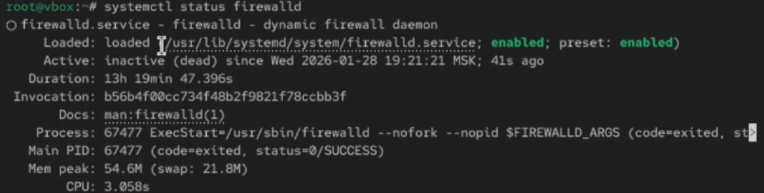 root@vbox:~# systemctl status firewalld
○ firewalld.service - firewalld - dynamic firewall daemon
Loaded: loaded (/usr/lib/systemd/system/firewalld.service; enabled; preset: enabled)
Active: inactive (dead) since Wed 2026-01-28 19:21:21 MSK; 41s ago
Duration: 13h 19min 47.396s
Invocation: b56b4f00cc734f48b2f9821f78ccbb3f
Docs: man:firewalld(1)
Process: 67477 ExecStart=/usr/sbin/firewalld --nofork --nopid $FIREWALLD_ARGS (code=exited, st>
Main PID: 67477 (code=exited, status=0/SUCCESS)
Mem peak: 54.6M (swap: 21.8M)
CPU: 3.058s